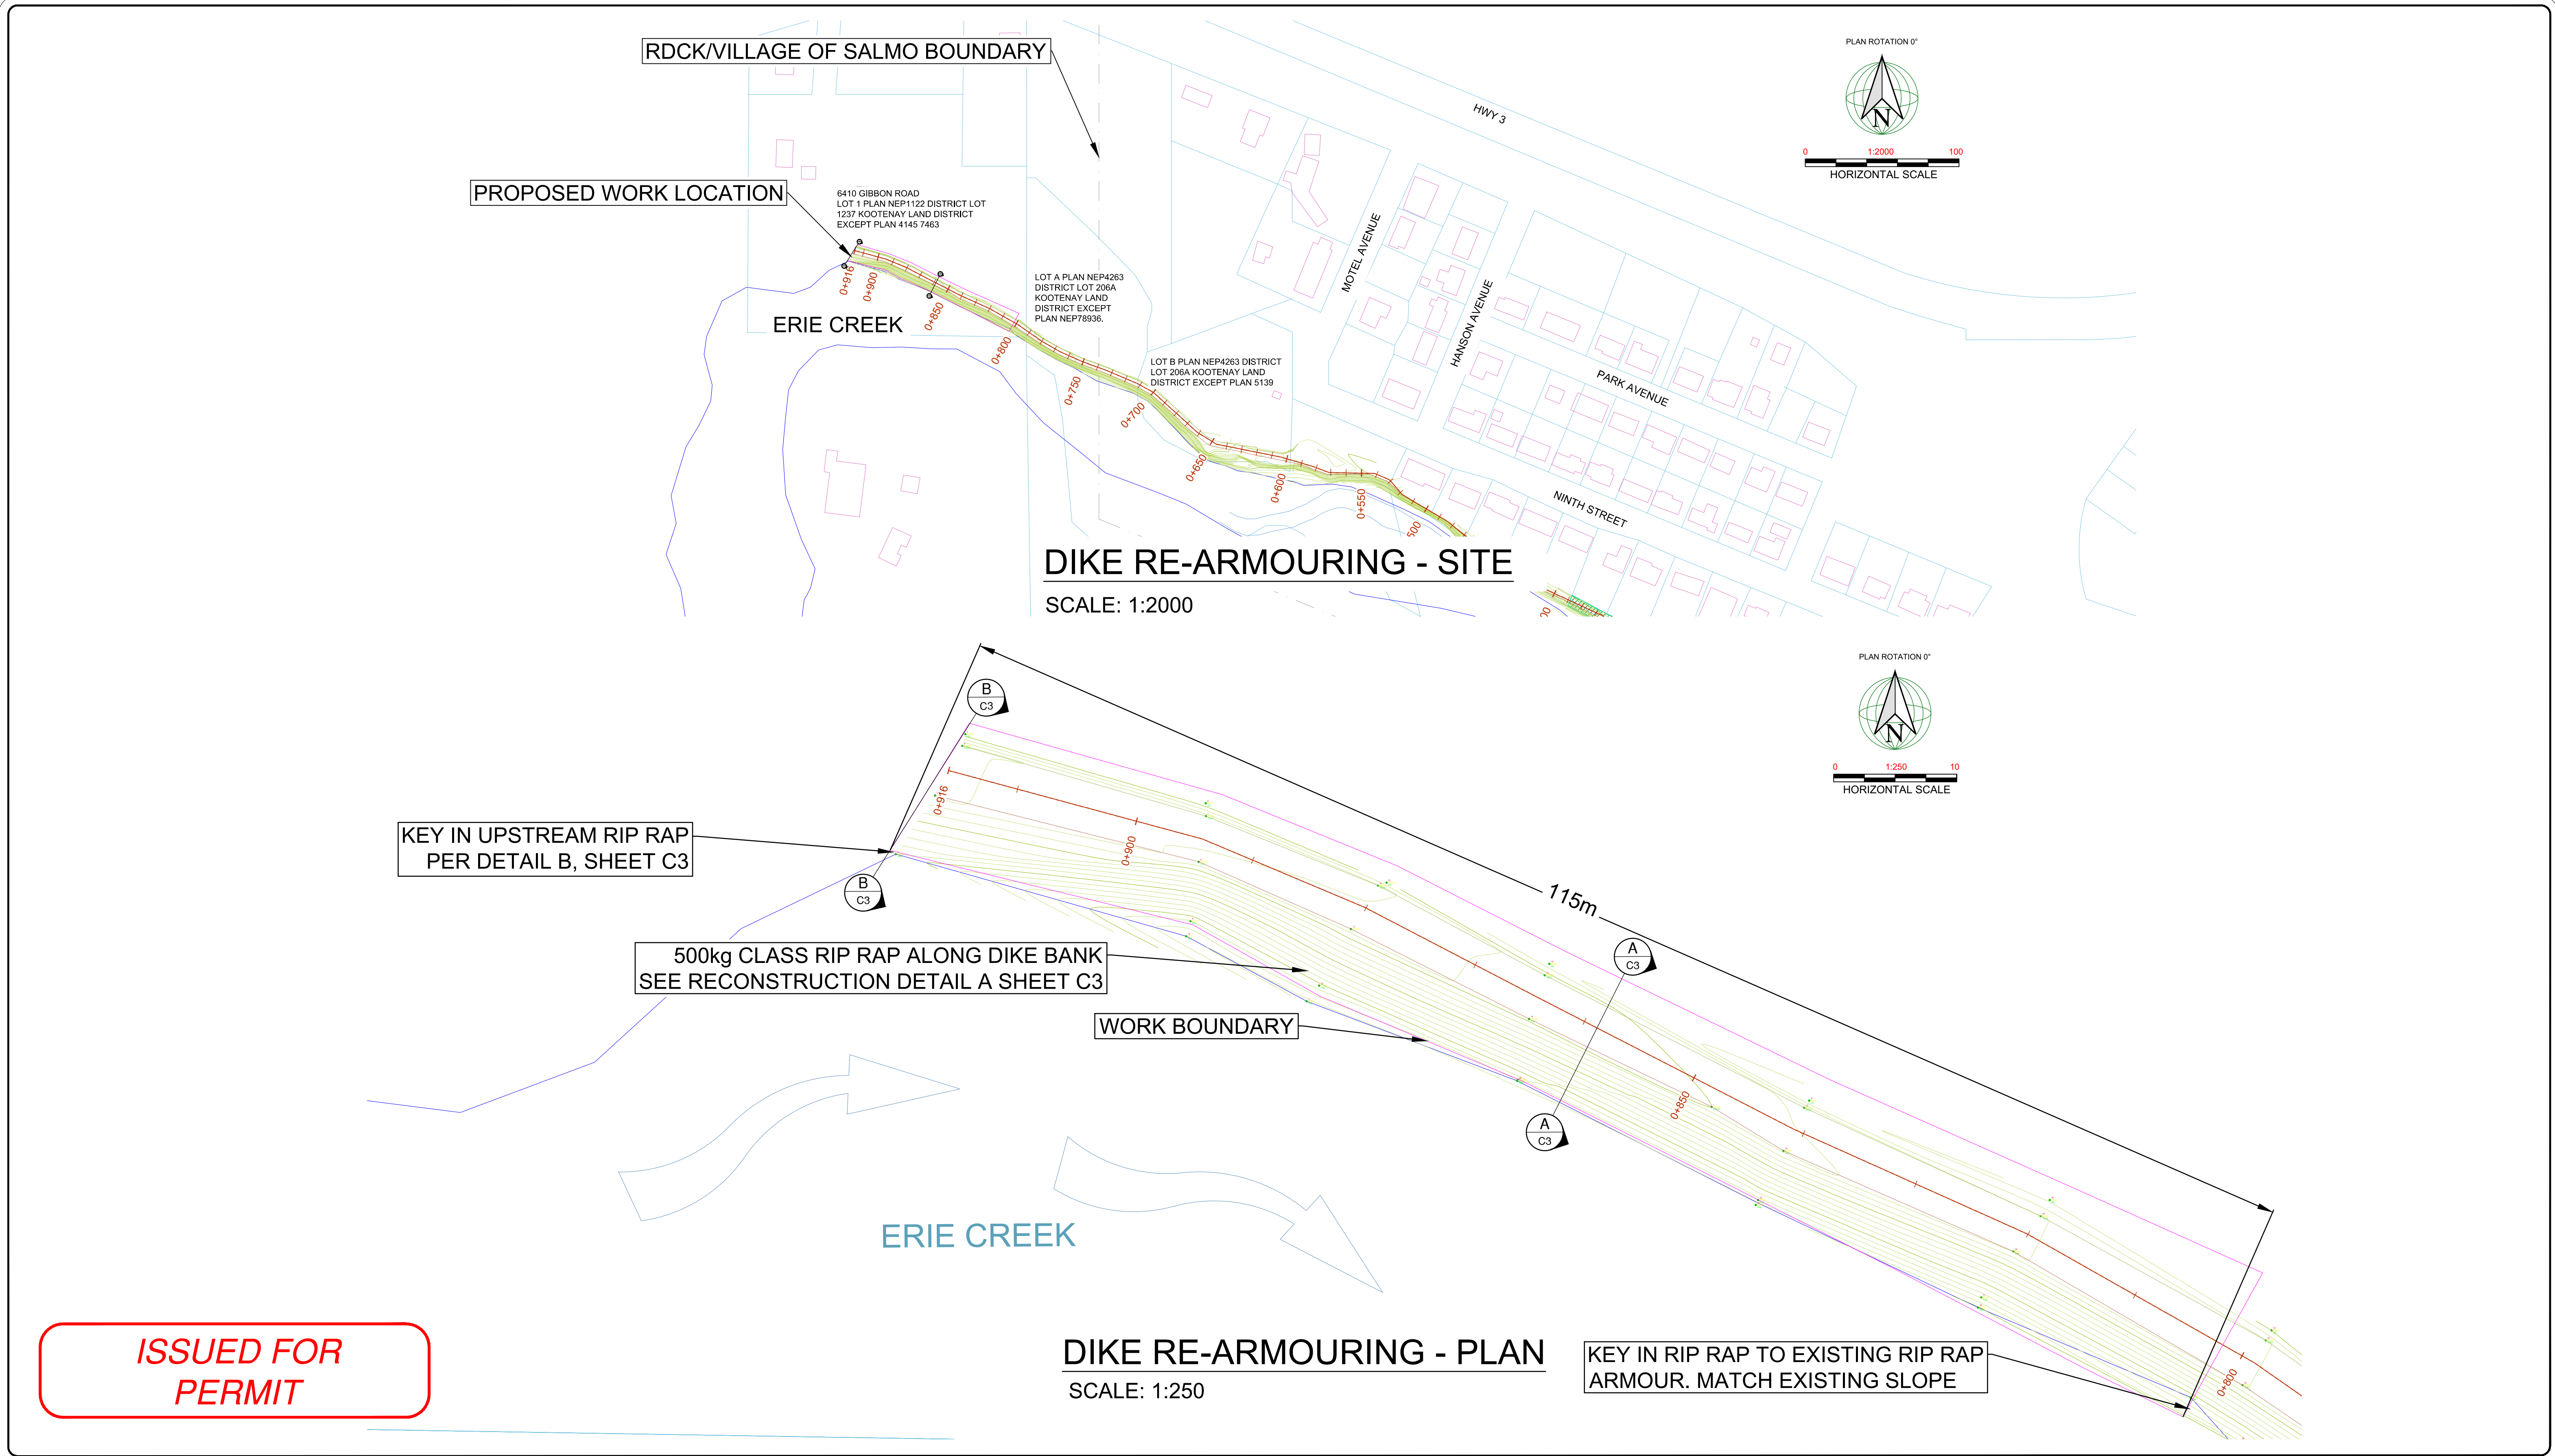 RDCK/VILLAGE OF SALMO BOUNDARY
PLAN ROTATION 0°
N
0 1:2000 100
HORIZONTAL SCALE
HWY 3
PROPOSED WORK LOCATION
6410 GIBBON ROAD
LOT 1 PLAN NEP1122 DISTRICT LOT
1237 KOOTENAY LAND DISTRICT
EXCEPT PLAN 4145 7463
MOTEL AVENUE
HANSON AVENUE
LOT A PLAN NEP4263
DISTRICT LOT 206A
KOOTENAY LAND
DISTRICT EXCEPT
PLAN NEP78936.
0+916
0+900
0+850
ERIE CREEK
0+800
0+750
0+700
LOT B PLAN NEP4263 DISTRICT
LOT 206A KOOTENAY LAND
DISTRICT EXCEPT PLAN 5139
PARK AVENUE
0+650
0+600
0+550
500
NINTH STREET
DIKE RE-ARMOURING - SITE
SCALE: 1:2000
00
PLAN ROTATION 0°
N
0 1:250 10
HORIZONTAL SCALE
B
C3
0+916
KEY IN UPSTREAM RIP RAP
PER DETAIL B, SHEET C3
0+900
B
C3
115m
500kg CLASS RIP RAP ALONG DIKE BANK
SEE RECONSTRUCTION DETAIL A SHEET C3
A
C3
WORK BOUNDARY
0+850
A
C3
ERIE CREEK
ISSUED FOR
PERMIT
DIKE RE-ARMOURING - PLAN
SCALE: 1:250
KEY IN RIP RAP TO EXISTING RIP RAP
ARMOUR. MATCH EXISTING SLOPE
0+800